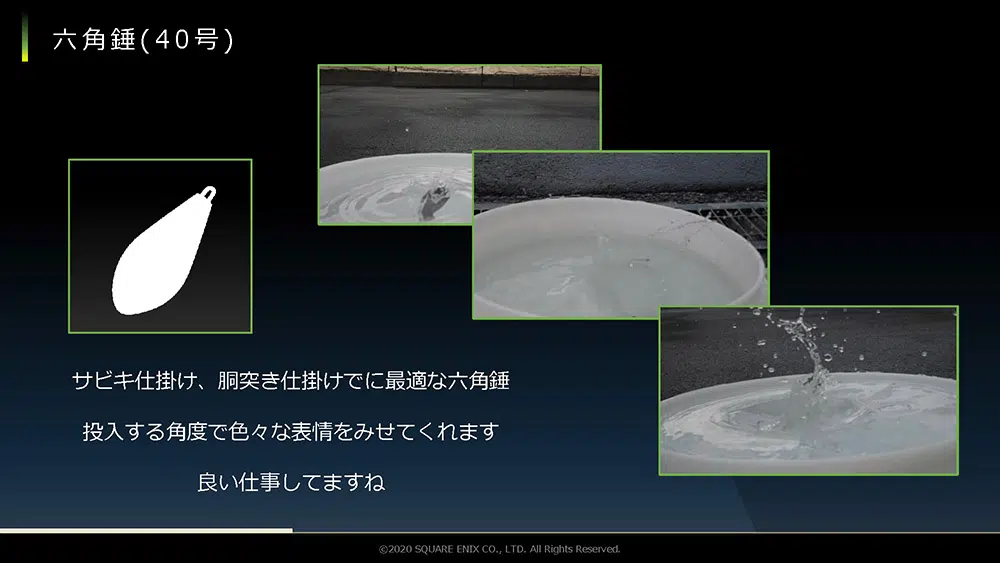 六角錘(40号)
サビキ仕掛け、胴突き仕掛けでに最適な六角錘
投入する角度で色々な表情をみせてくれます
良い仕事してますね
©2020 SQUARE ENIX CO., LTD. All Rights Reserved.